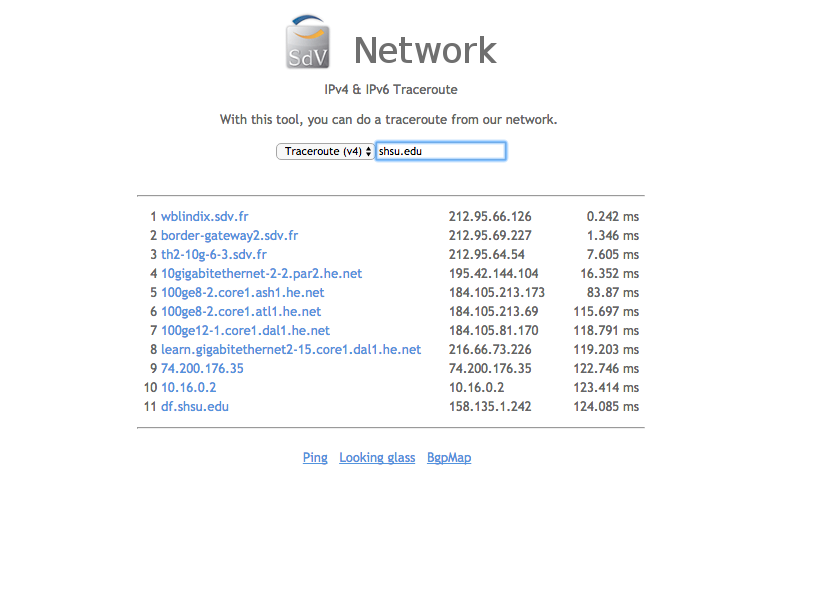 SdV
Network
IPv4 & IPv6 Traceroute
With this tool, you can do a traceroute from our network.
Traceroute (v4) shsu.edu
1 wblindix.sdv.fr 212.95.66.126 0.242 ms
2 border-gateway2.sdv.fr 212.95.69.227 1.346 ms
3 th2-10g-6-3.sdv.fr 212.95.64.54 7.605 ms
4 10gigabitethernet-2-2.par2.he.net 195.42.144.104 16.352 ms
5 100ge8-2.core1.ash1.he.net 184.105.213.173 83.87 ms
6 100ge8-2.core1.atl1.he.net 184.105.213.69 115.697 ms
7 100ge12-1.core1.dal1.he.net 184.105.81.170 118.791 ms
8 learn.gigabitethernet2-15.core1.dal1.he.net 216.66.73.226 119.203 ms
9 74.200.176.35 74.200.176.35 122.746 ms
10 10.16.0.2 10.16.0.2 123.414 ms
11 df.shsu.edu 158.135.1.242 124.085 ms
Ping Looking glass BgpMap